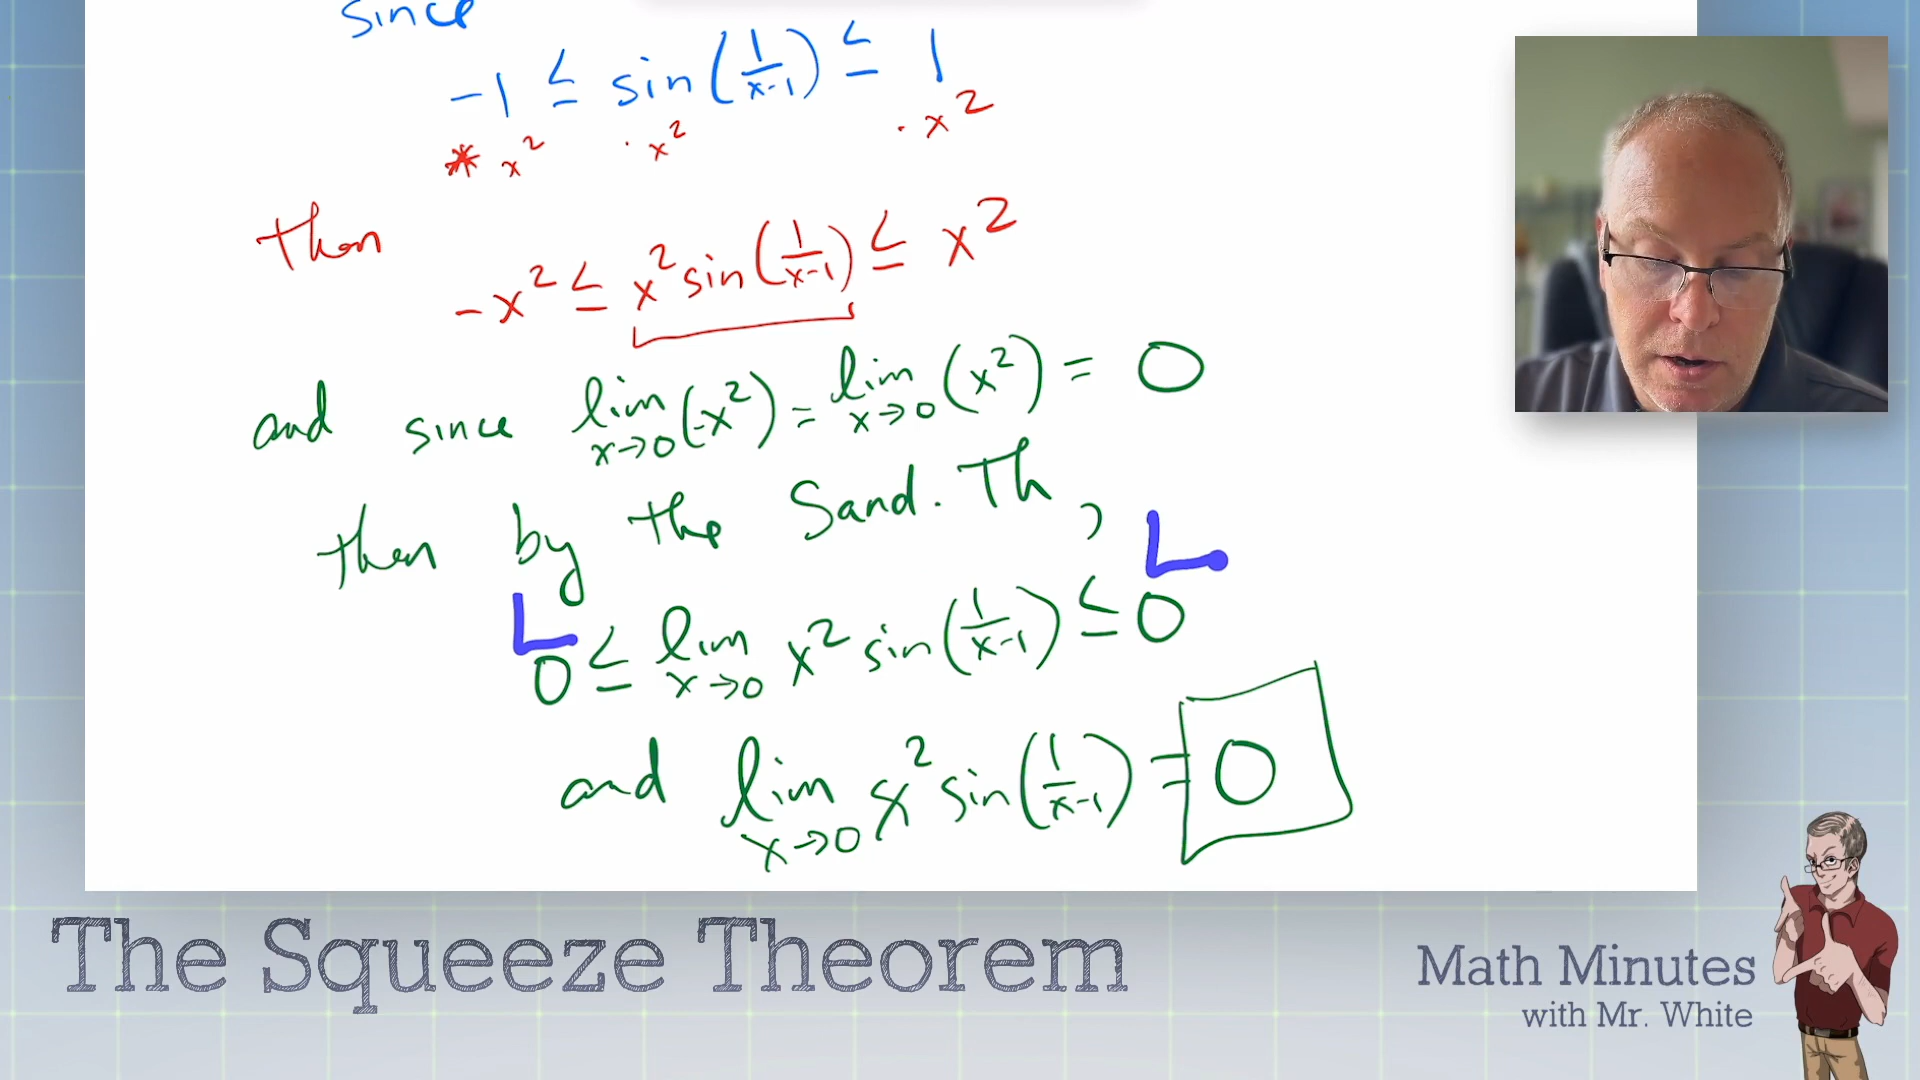 since
-1 ≤ sin(1/(x-1)) ≤ 1
* x² · x² · x²
then
-x² ≤ x² sin(1/(x-1)) ≤ x²
and since lim x→0 (-x²) = lim x→0 (x²) = 0
then by the Sand. Th ,
L L
0 ≤ lim x→0 x² sin(1/(x-1)) ≤ 0
and lim x→0 x² sin(1/(x-1)) = 0
The Squeeze Theorem
Math Minutes
with Mr. White